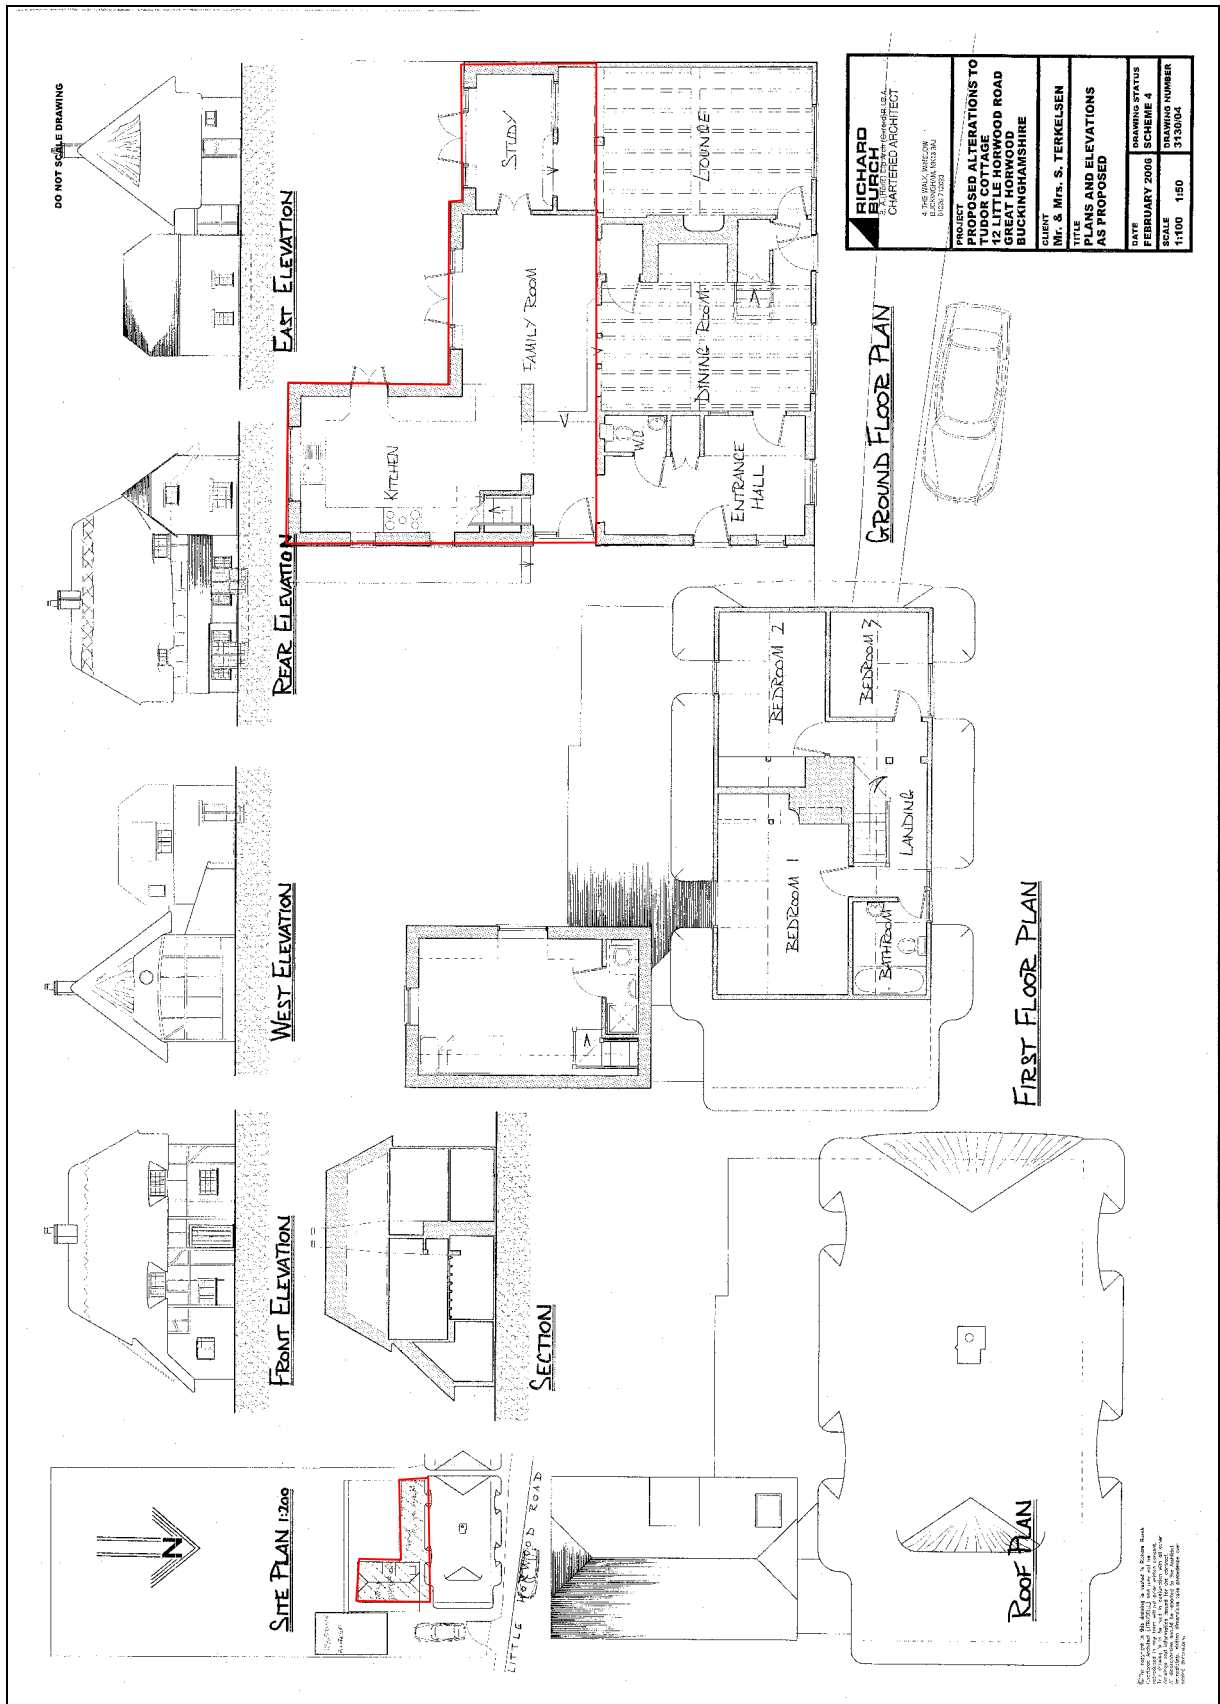 DO NOT SCALE DRAWING
EAST ELEVATION
REAR ELEVATION
WEST ELEVATION
FRONT ELEVATION
SECTION
SITE PLAN 1:200
N
LITTLE HORWOOD ROAD
STUDY
FAMILY ROOM
KITCHEN
LOUNCE
DINING ROOM
WC
ENTRANCE
HALL
GROUND FLOOR PLAN
BEDROOM 2
BEDROOM 3
BEDROOM 1
LANDING
BATHROOM
FIRST FLOOR PLAN
ROOF PLAN
RICHARD
BURCH
CHARTERED ARCHITECT
PROJECT
PROPOSED ALTERATIONS TO
TUDOR COTTAGE
12 LITTLE HORWOOD ROAD
GREAT HORWOOD
BUCKINGHAMSHIRE
CLIENT
Mr. & Mrs. S. TERKELSEN
TITLE
PLANS AND ELEVATIONS
AS PROPOSED
DATE
FEBRUARY 2006
DRAWING STATUS
SCHEME 4
SCALE
1:100 1:50
DRAWING NUMBER
3130/04